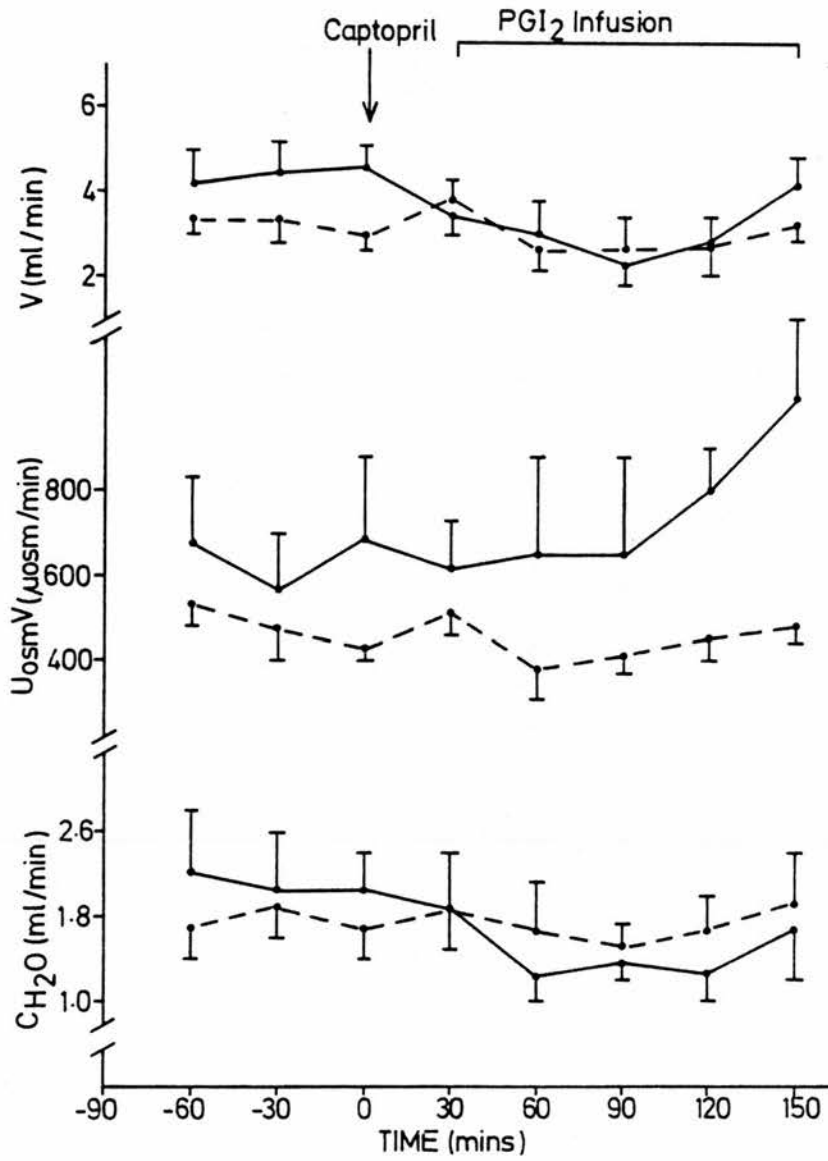 Captopril
PGI2 Infusion
V (ml/min)
6
4
2
UosmV (µosm/min)
800
600
400
CH2O (ml/min)
2.6
1.8
1.0
-90 -60 -30 0 30 60 90 120 150
TIME (mins)